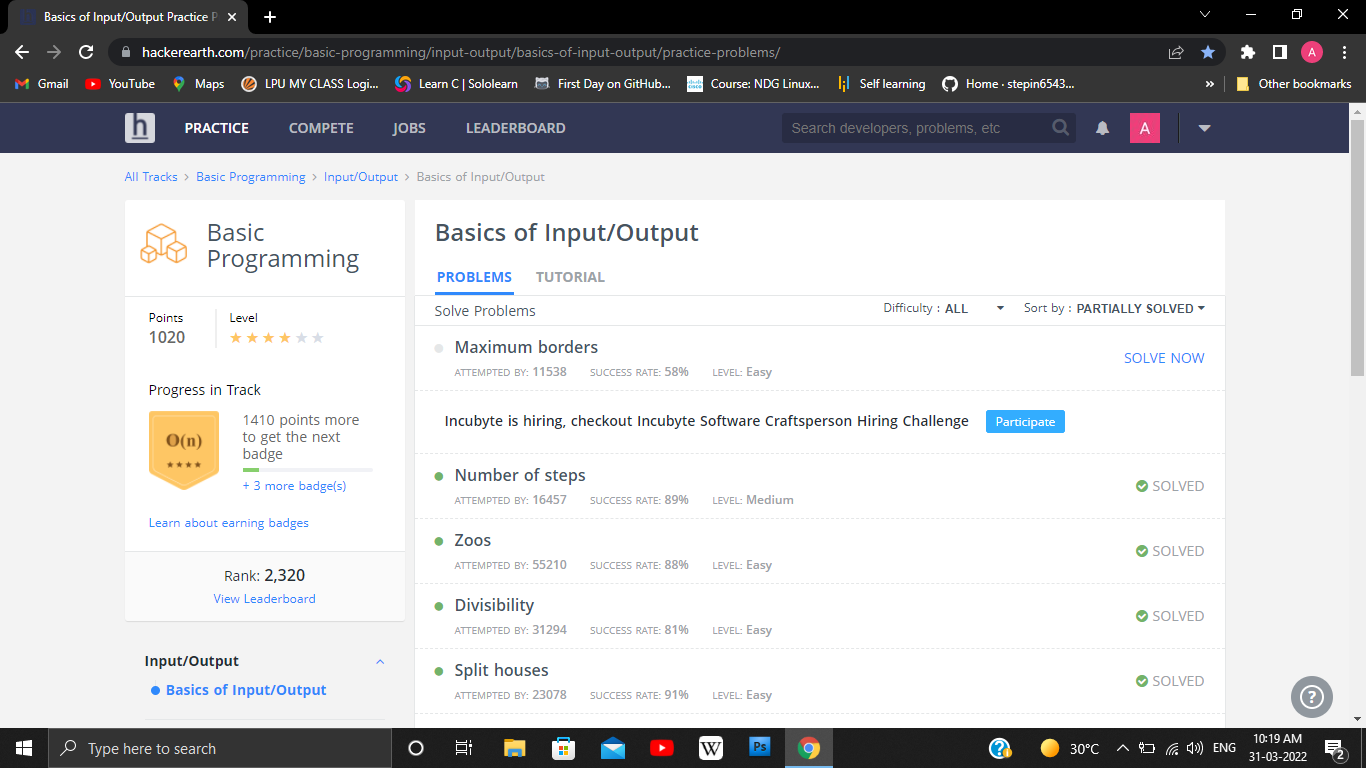 Basics of Input/Output Practice P
hackerearth.com/practice/basic-programming/input-output/basics-of-input-output/practice-problems/
A
Gmail YouTube Maps LPU MY CLASS Logi... Learn C | Sololearn First Day on GitHub... Course: NDG Linux... Self learning Home · stepin6543... » Other bookmarks
h PRACTICE COMPETE JOBS LEADERBOARD Search developers, problems, etc A
All Tracks > Basic Programming > Input/Output > Basics of Input/Output
Basic
Programming
Points Level
1020
Progress in Track
O(n)
1410 points more
to get the next
badge
+ 3 more badge(s)
Learn about earning badges
Rank: 2,320
View Leaderboard
Input/Output
Basics of Input/Output
Basics of Input/Output
PROBLEMS TUTORIAL
Solve Problems Difficulty : ALL Sort by : PARTIALLY SOLVED
Maximum borders
ATTEMPTED BY: 11538 SUCCESS RATE: 58% LEVEL: Easy
SOLVE NOW
Incubyte is hiring, checkout Incubyte Software Craftsperson Hiring Challenge Participate
Number of steps
ATTEMPTED BY: 16457 SUCCESS RATE: 89% LEVEL: Medium
SOLVED
Zoos
ATTEMPTED BY: 55210 SUCCESS RATE: 88% LEVEL: Easy
SOLVED
Divisibility
ATTEMPTED BY: 31294 SUCCESS RATE: 81% LEVEL: Easy
SOLVED
Split houses
ATTEMPTED BY: 23078 SUCCESS RATE: 91% LEVEL: Easy
SOLVED
?
Type here to search W Ps 30°C ENG 10:19 AM
31-03-2022
2